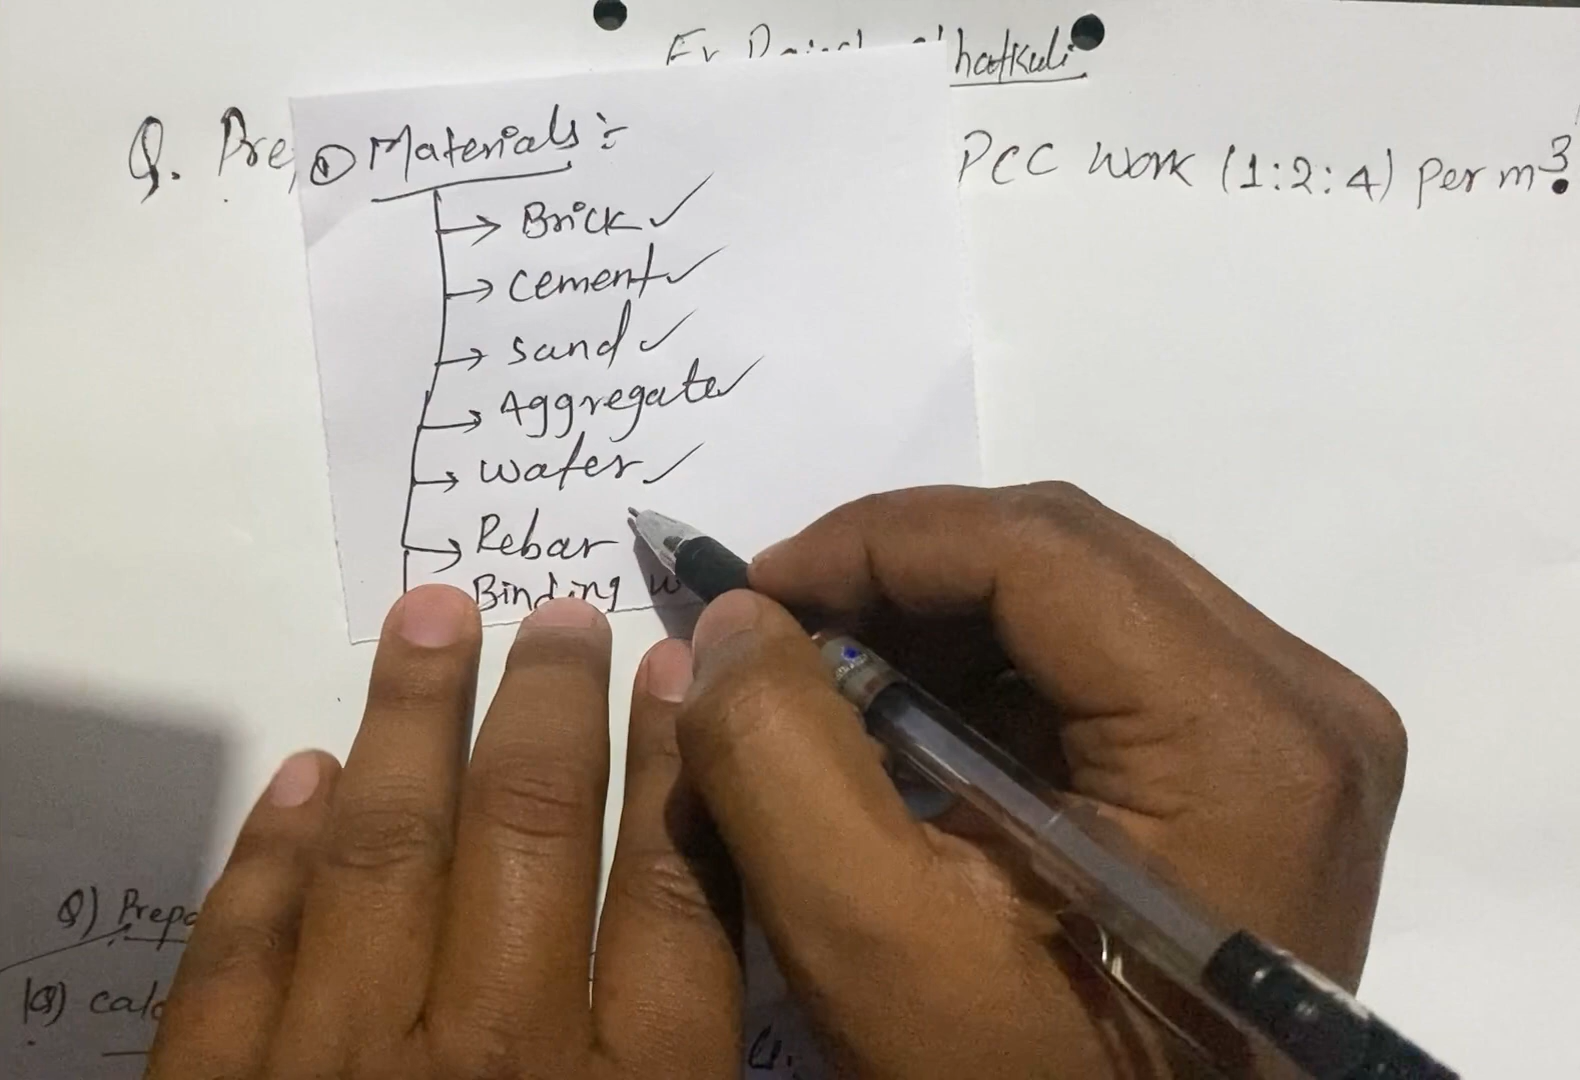 hatkuli
Q. Pre
PCC Work (1:2:4) Per m³.
① Materials :-
→ Brick ✓
→ cement ✓
→ sand ✓
→ Aggregate ✓
→ water ✓
→ Rebar
Binding w
Q) Prepa
Q) calc